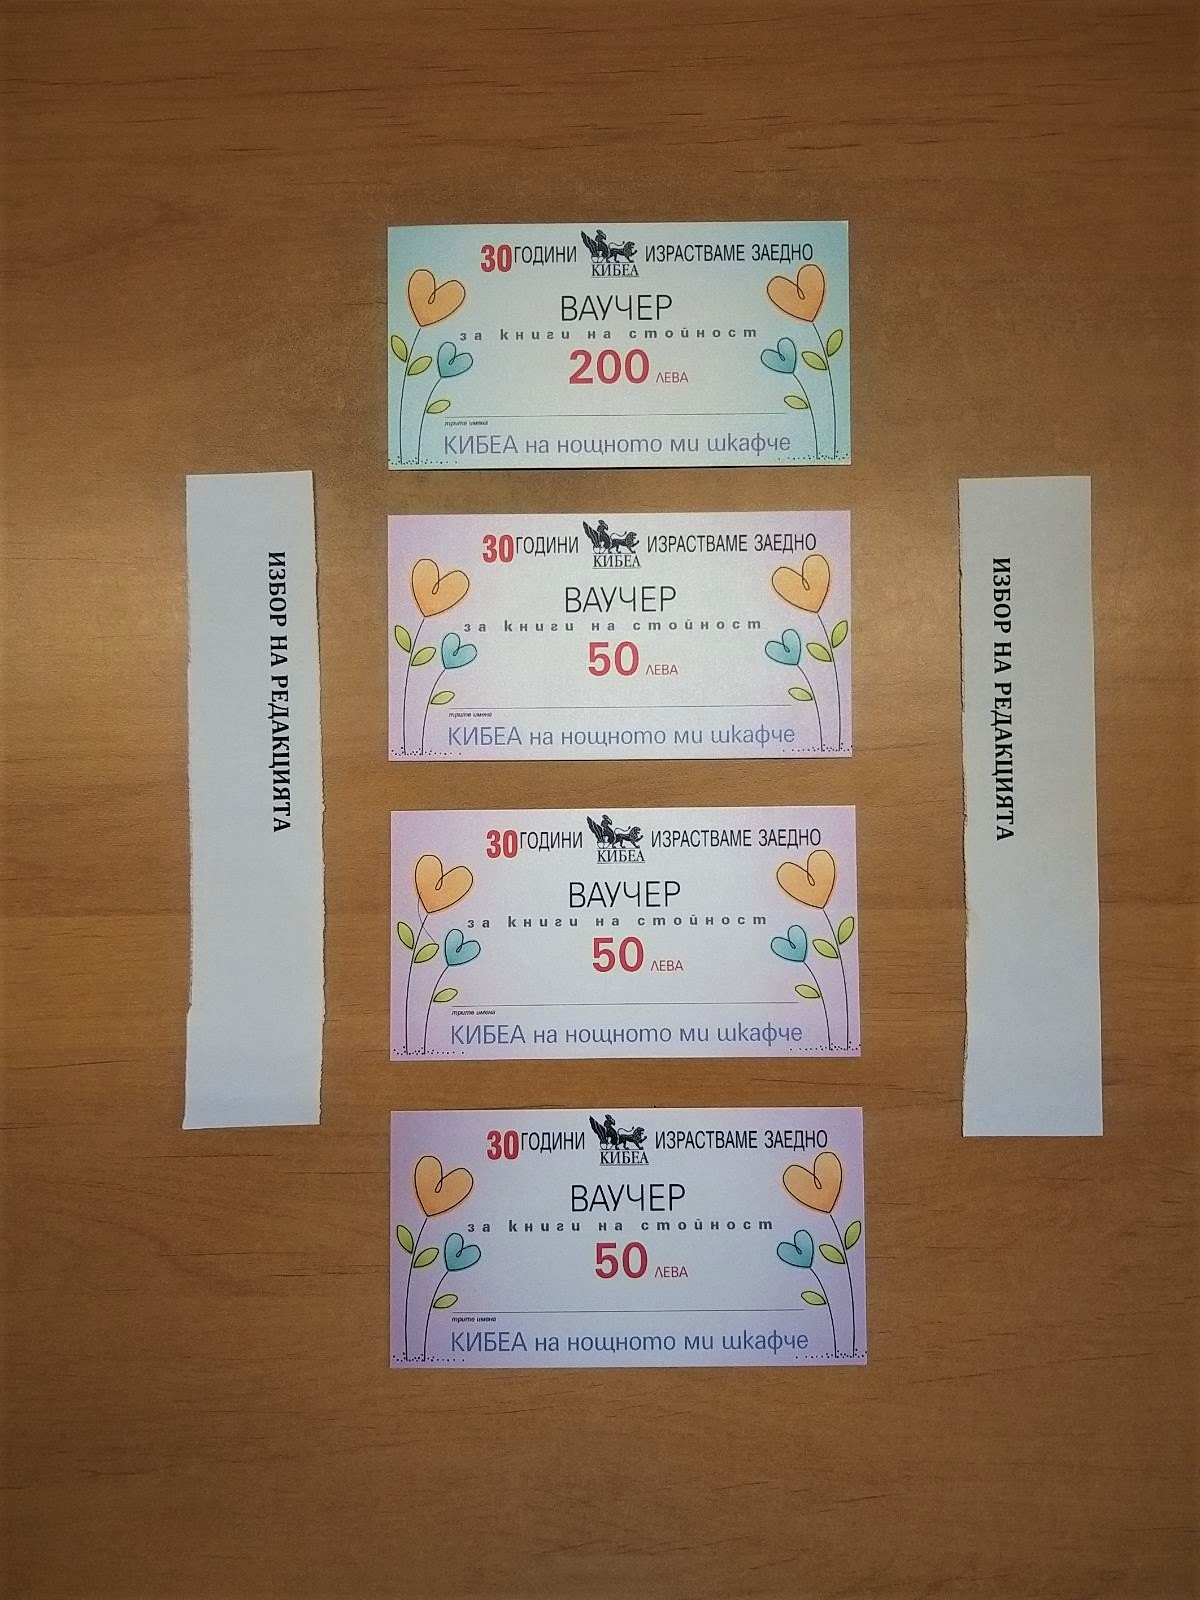 30 ГОДИНИ КИБЕА ИЗРАСТВАМЕ ЗАЕДНО
ВАУЧЕР
за книги на стойност
200 ЛЕВА
трите имена
КИБЕА на нощното ми шкафче
ИЗБОР НА РЕДАКЦИЯТА
30 ГОДИНИ КИБЕА ИЗРАСТВАМЕ ЗАЕДНО
ВАУЧЕР
за книги на стойност
50 ЛЕВА
трите имена
КИБЕА на нощното ми шкафче
30 ГОДИНИ КИБЕА ИЗРАСТВАМЕ ЗАЕДНО
ВАУЧЕР
за книги на стойност
50 ЛЕВА
трите имена
КИБЕА на нощното ми шкафче
30 ГОДИНИ КИБЕА ИЗРАСТВАМЕ ЗАЕДНО
ВАУЧЕР
за книги на стойност
50 ЛЕВА
трите имена
КИБЕА на нощното ми шкафче
ИЗБОР НА РЕДАКЦИЯТА